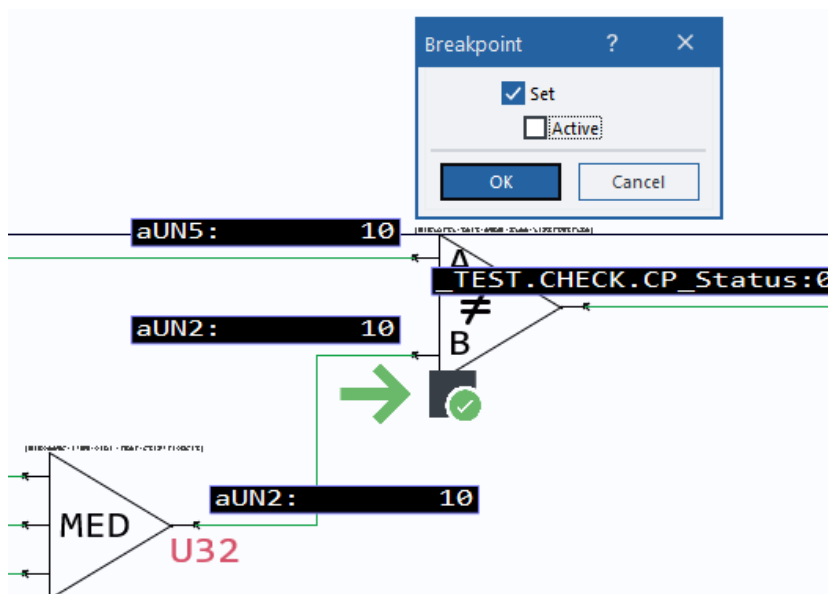 Breakpoint ? ×
Set
Active
OK Cancel
aUN5: 10
A
_TEST.CHECK.CP_Status:0
≠
aUN2: 10
B
aUN2: 10
MED
U32